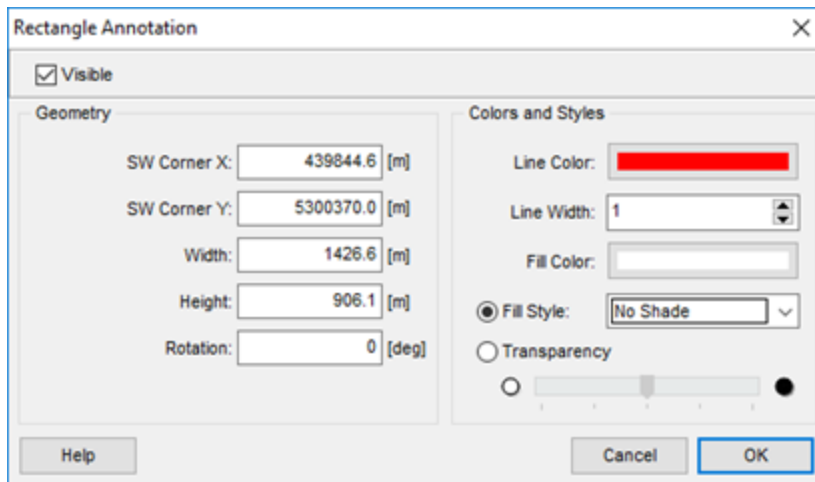 Rectangle Annotation
Visible
Geometry
SW Corner X: 439844.6 [m]
SW Corner Y: 5300370.0 [m]
Width: 1426.6 [m]
Height: 906.1 [m]
Rotation: 0 [deg]
Colors and Styles
Line Color:
Line Width: 1
Fill Color:
Fill Style: No Shade
Transparency
Help
Cancel
OK